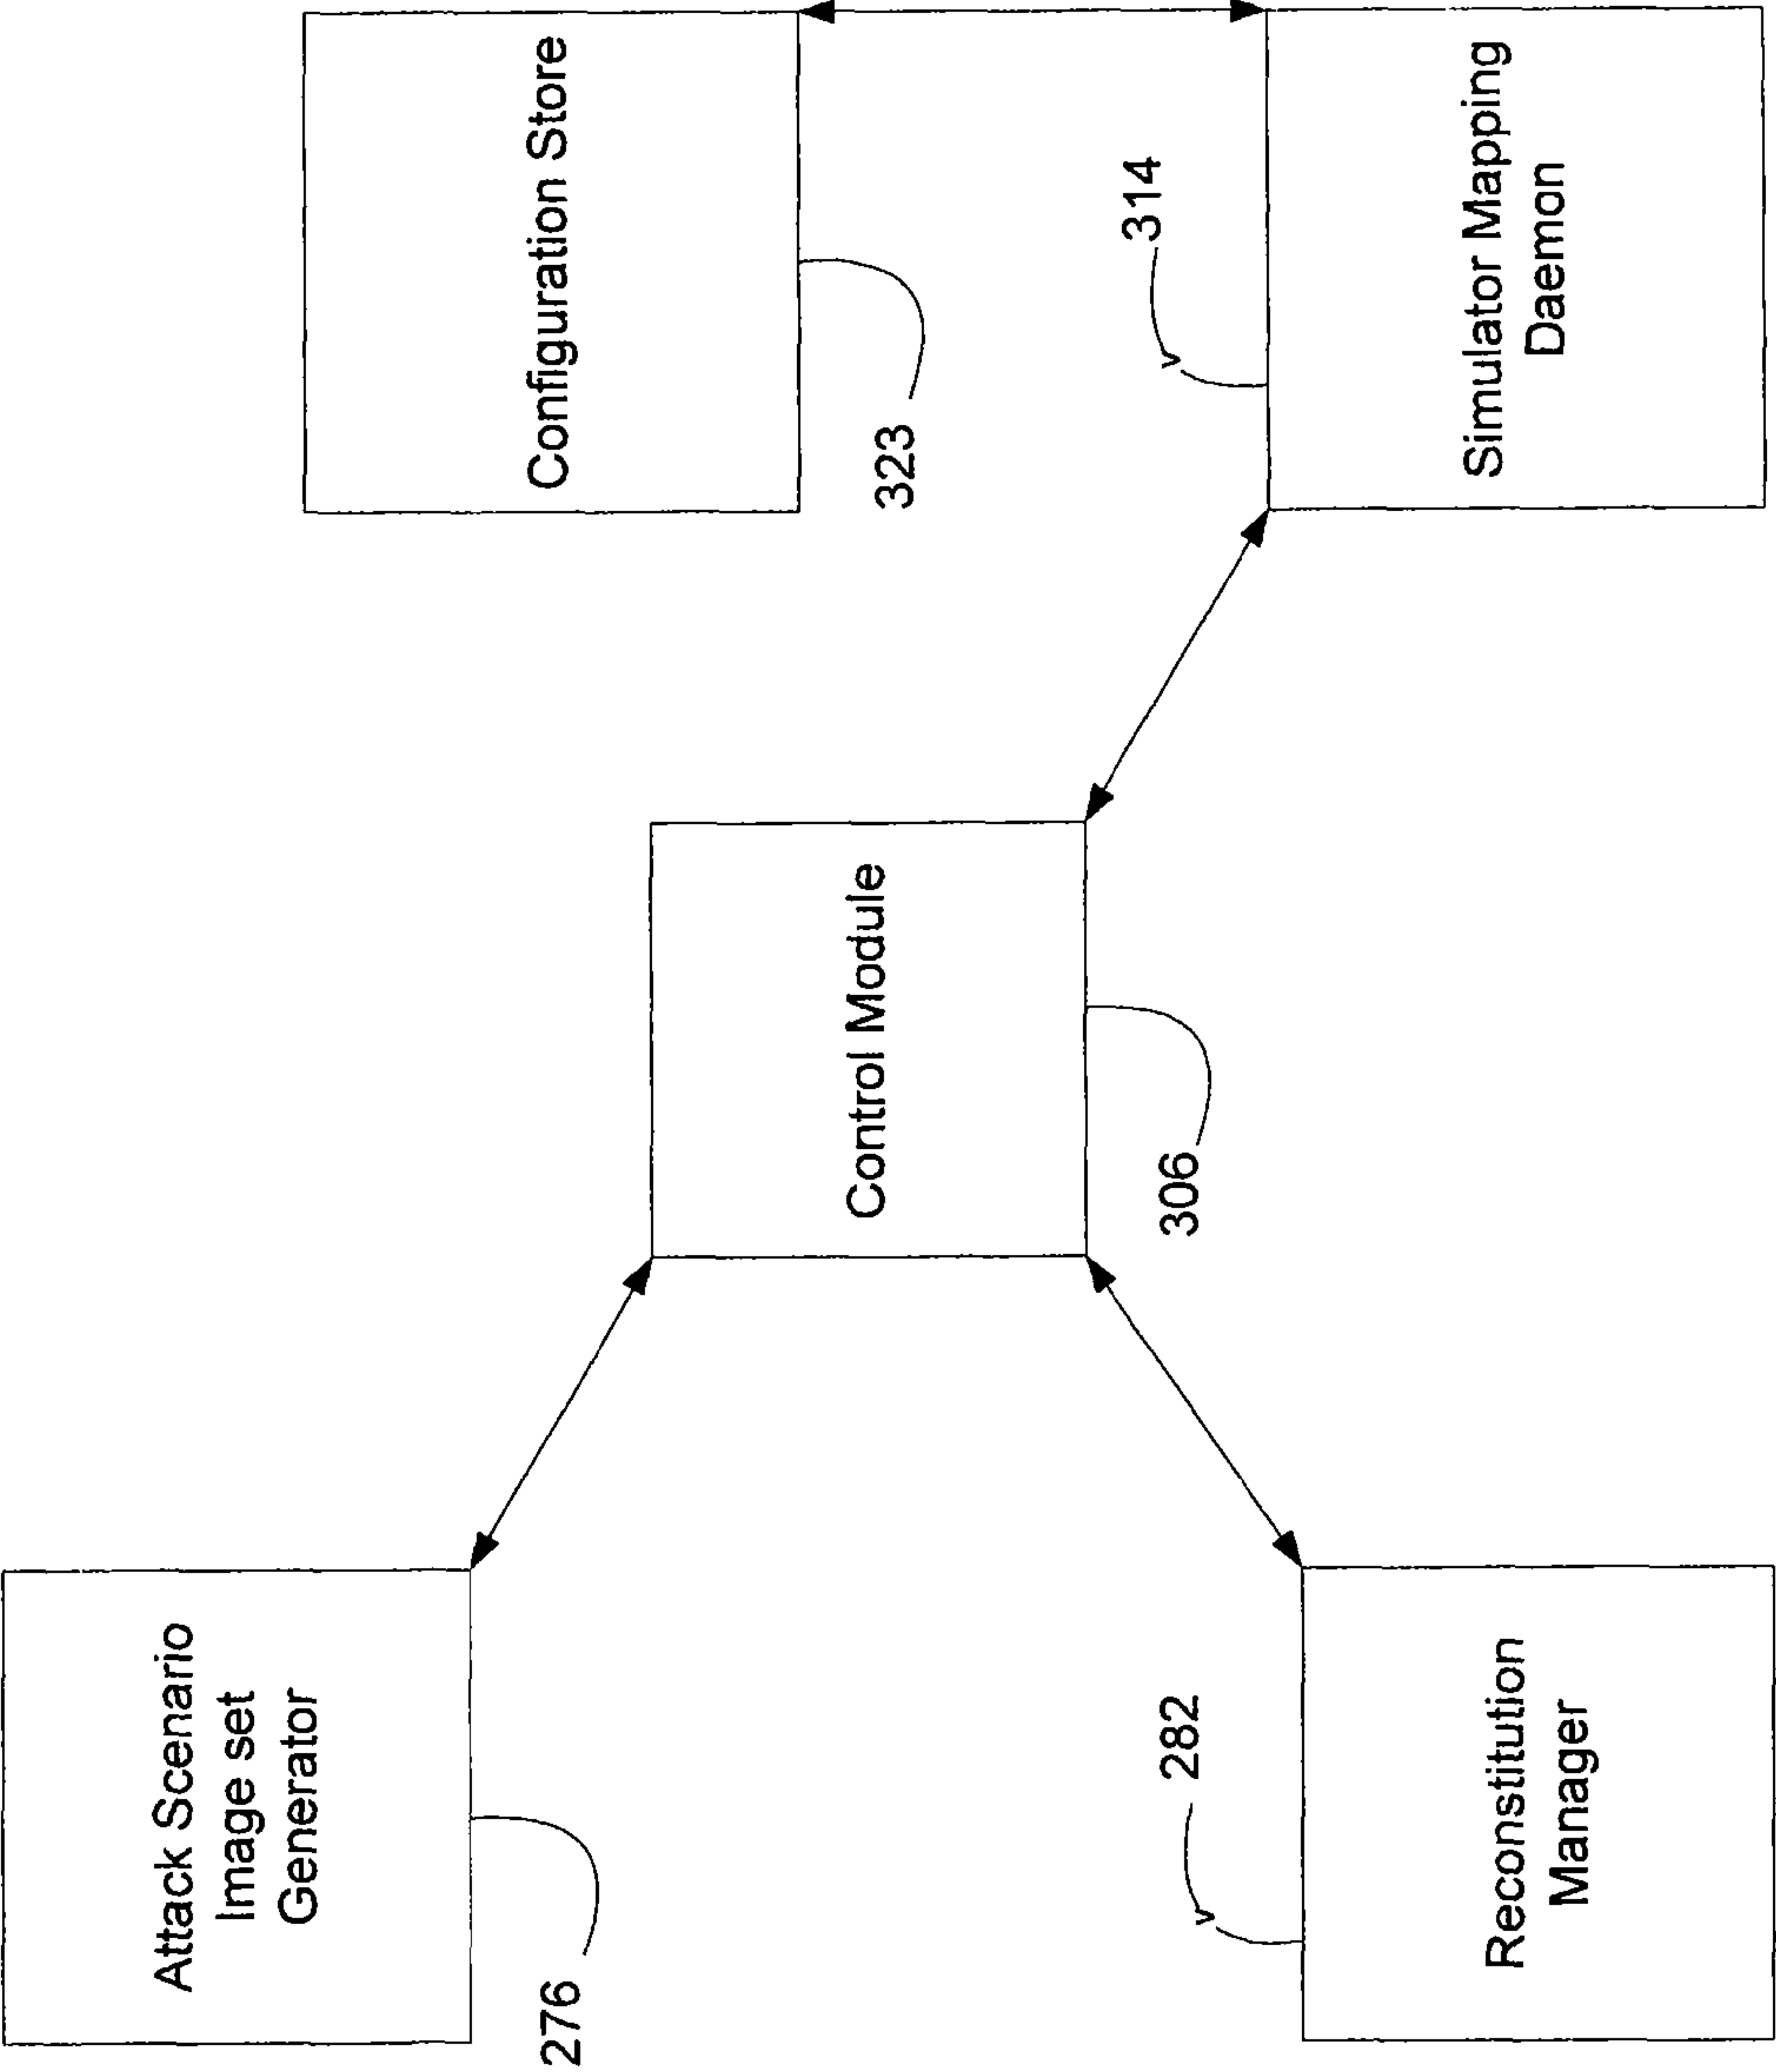 Attack Scenario
Image set
Generator
276
Configuration Store
323
Control Module
306
Reconstitution
Manager
282
Simulator Mapping
Daemon
314